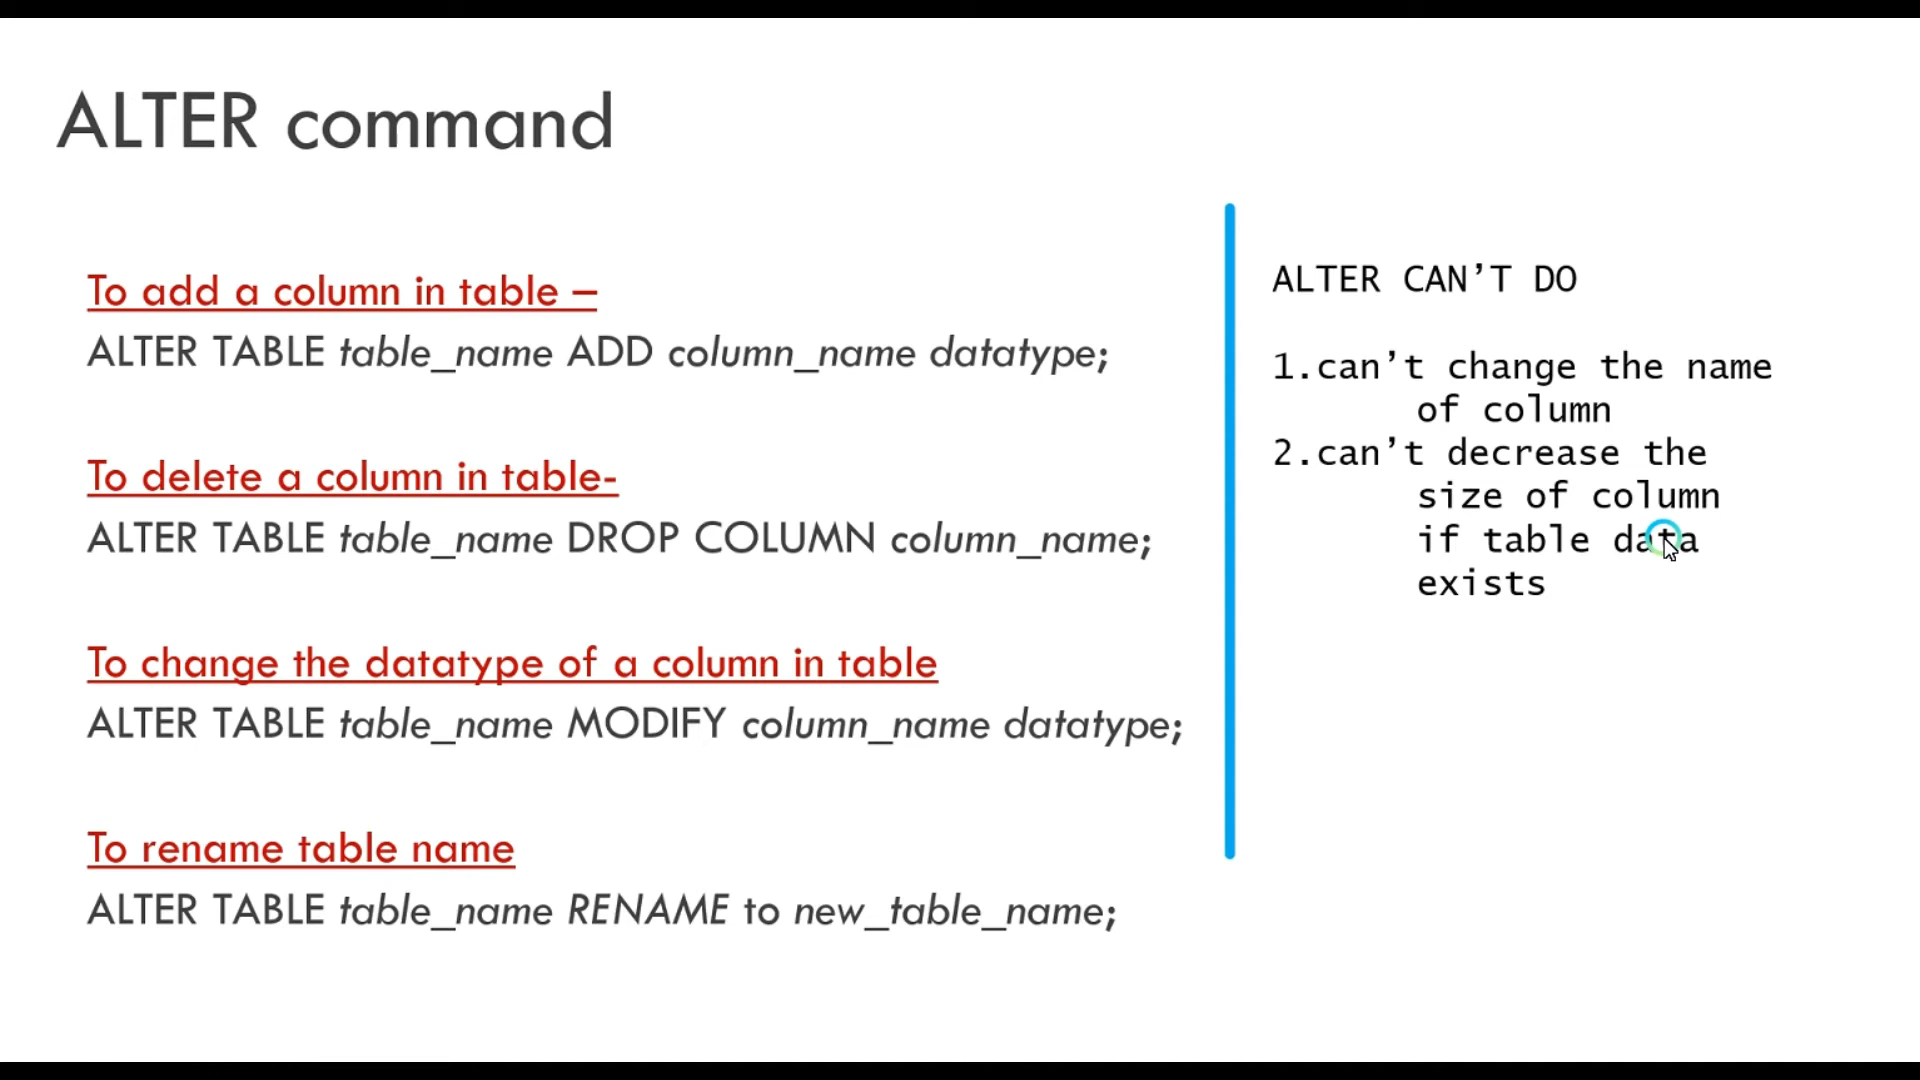 ALTER command
To add a column in table –
ALTER TABLE table_name ADD column_name datatype;
To delete a column in table-
ALTER TABLE table_name DROP COLUMN column_name;
To change the datatype of a column in table
ALTER TABLE table_name MODIFY column_name datatype;
To rename table name
ALTER TABLE table_name RENAME to new_table_name;
ALTER CAN’T DO
1.can’t change the name
of column
2.can’t decrease the
size of column
if table data
exists